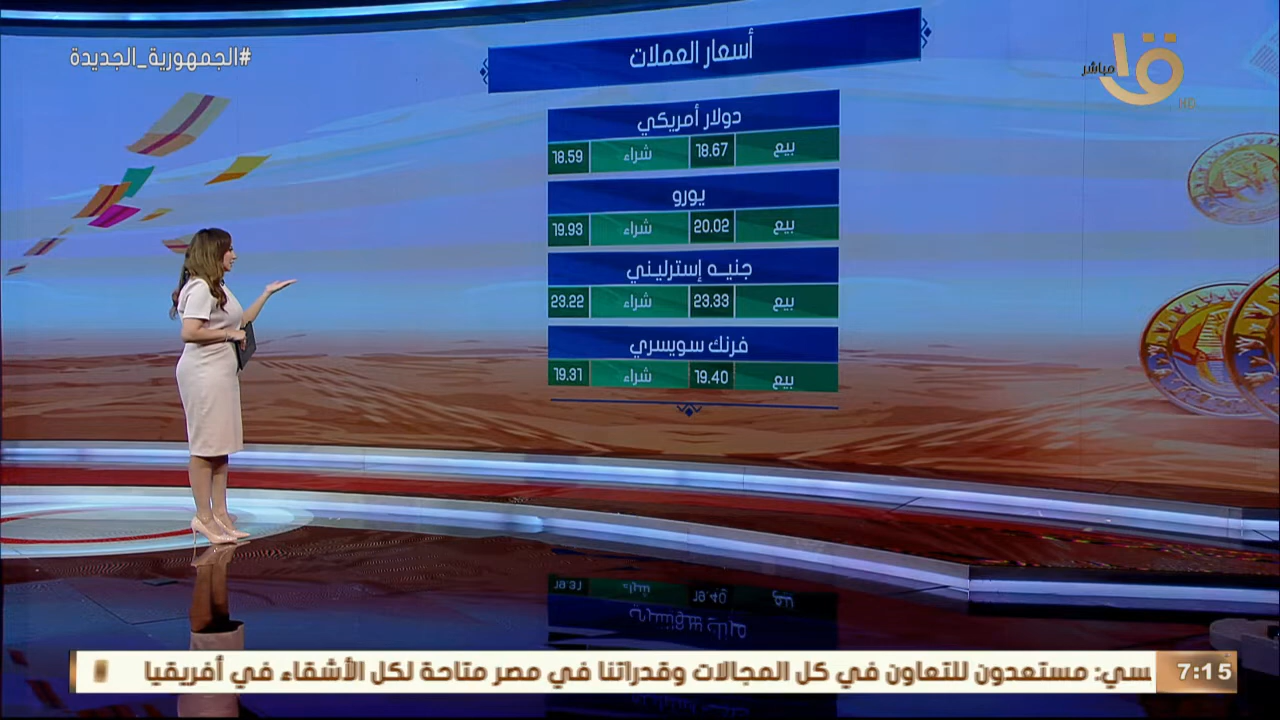 #الجمهورية_الجديدة
مباشر
HD
أسعار العملات
دولار أمريكي
بيع 18.67 شراء 18.59
يورو
بيع 20.02 شراء 19.93
جنيه إسترليني
بيع 23.33 شراء 23.22
فرنك سويسري
بيع 19.40 شراء 19.31
7:15 سي: مستعدون للتعاون في كل المجالات وقدراتنا في مصر متاحة لكل الأشقاء في أفريقيا